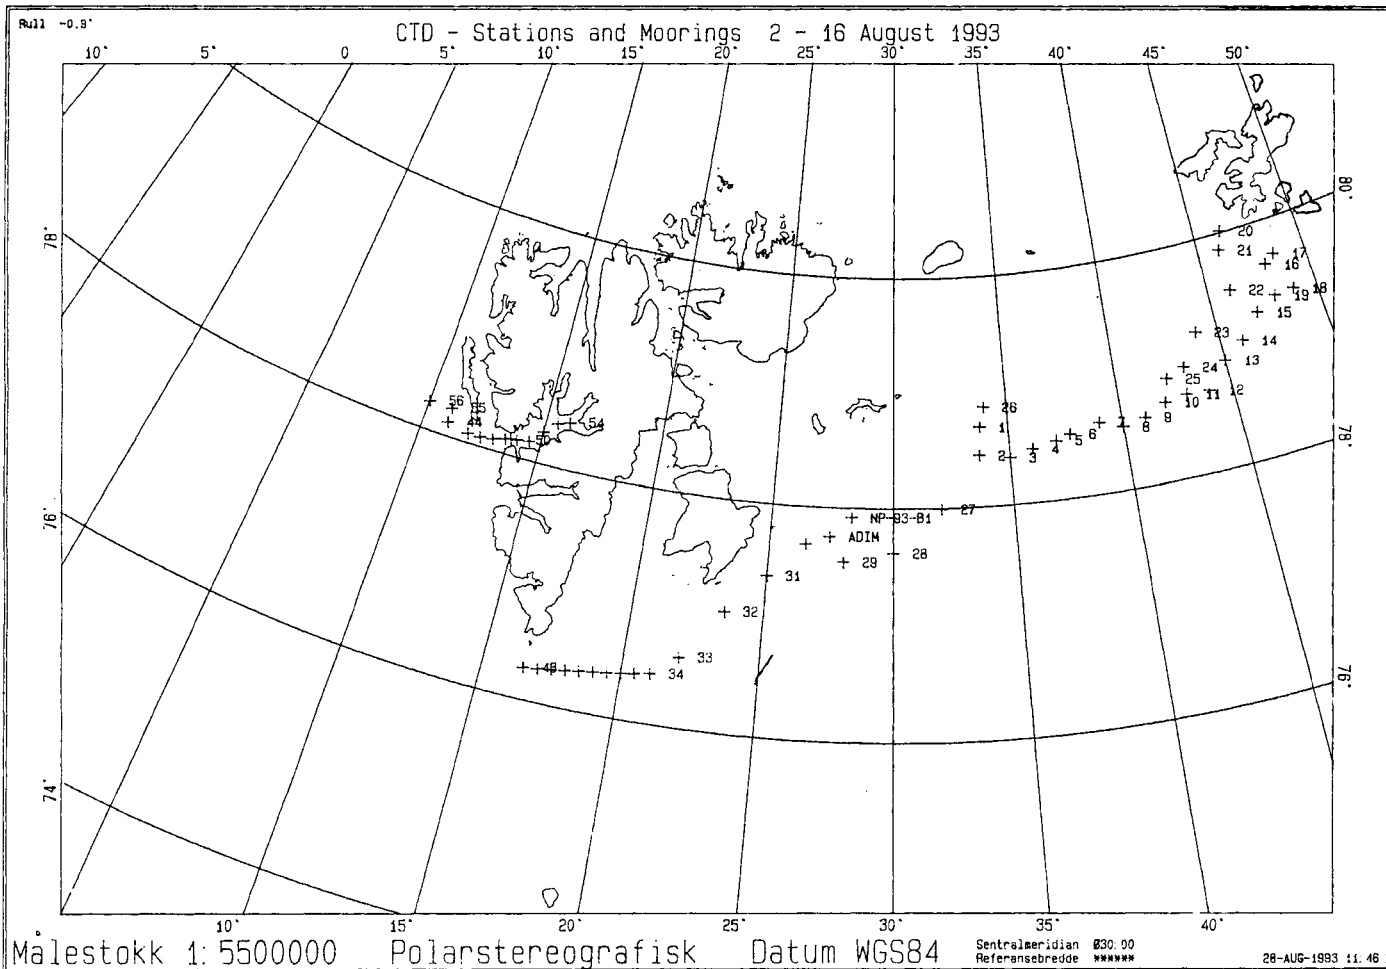 Rull -0.9°
CTD - Stations and Moorings 2 - 16 August 1993
10° 5° 0 5° 10° 15° 20° 25° 30° 35° 40° 45° 50°
80°
78°
20
21 17
16
22 19 18
15
23 14
24 13
25 12
11
10
56 55 26 9
44 54 1 7 8
50 6
5
78°
2 3 4
76°
27
NP-93-B1
ADIM
28
29
31
32
33
49 34
76°
74°
10° 15° 20° 25° 30° 35° 40°
Målestokk 1:5500000 Polarstereografisk Datum WGS84
Sentralmeridian Ø30:00
Referansebredde ******
28-AUG-1993 11.46